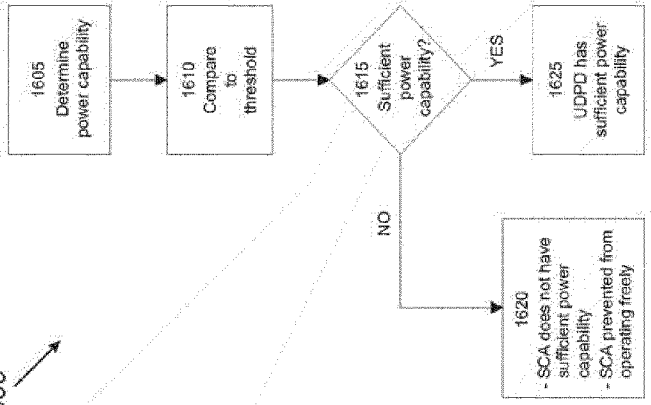 1605
Determine
power capability
1610
Compare
to
threshold
1615
Sufficient
power
capability?
YES
NO
1625
UDPD has
sufficient power
capability
1620
- SCA does not have
sufficient power
capability
- SCA prevented from
operating freely